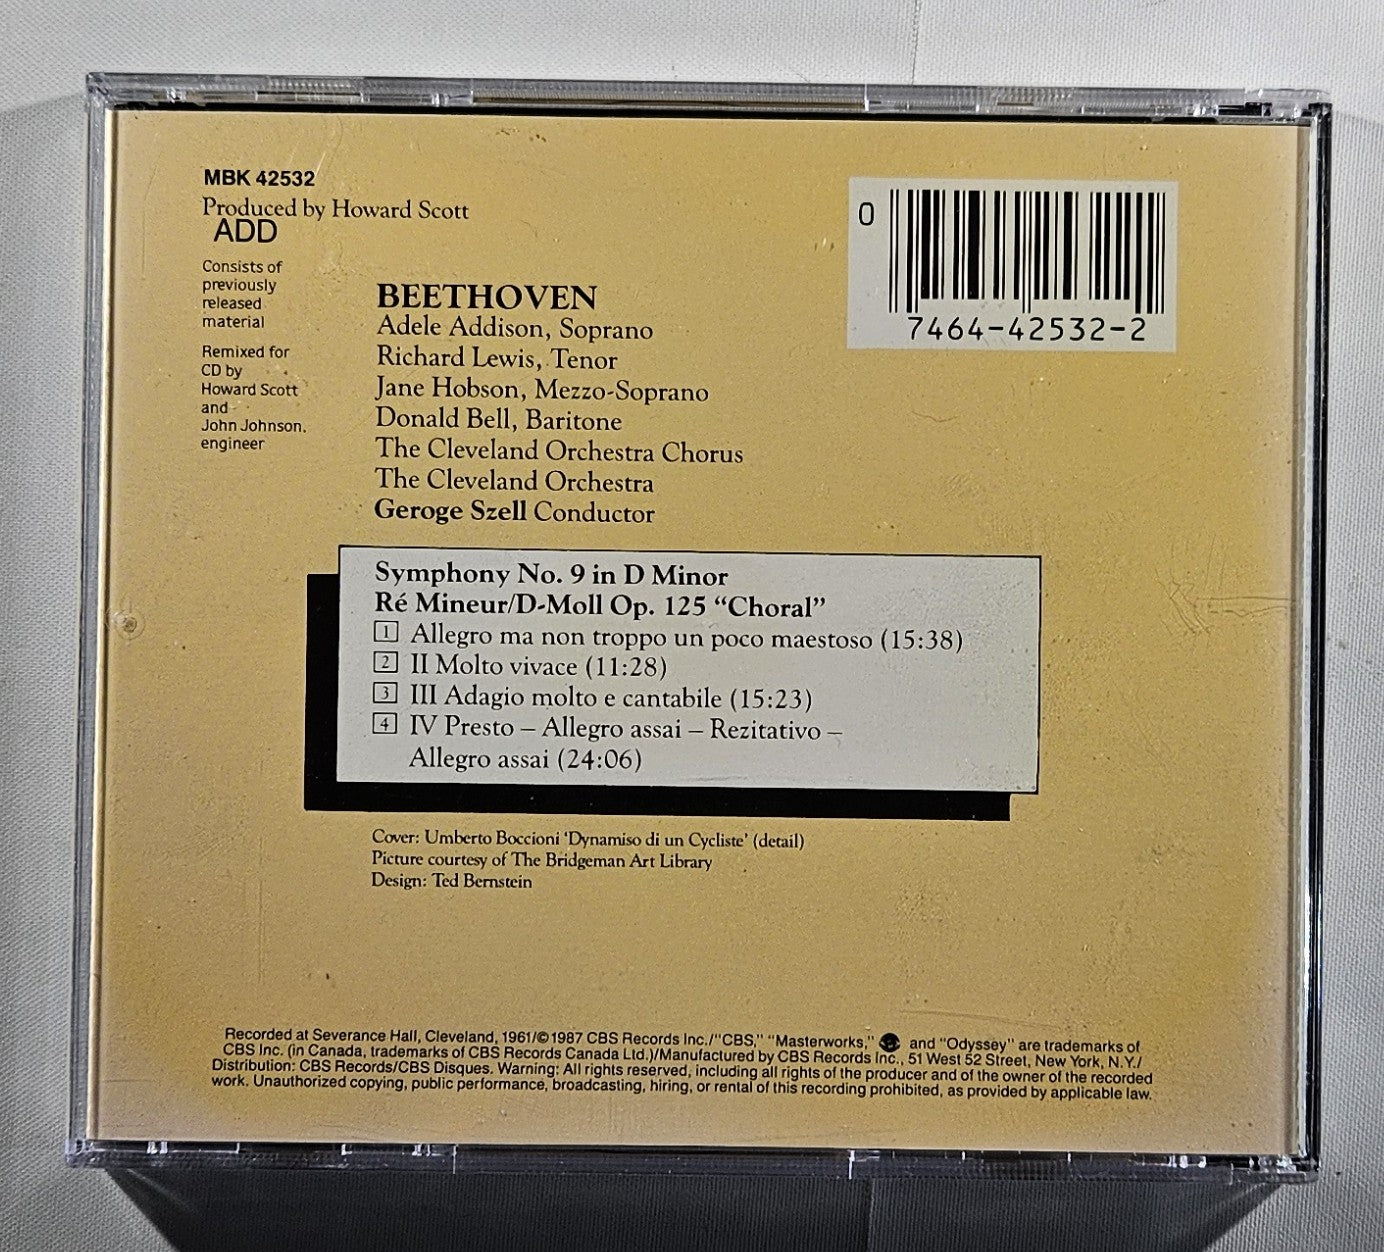 MBK 42532
Produced by Howard Scott
ADD
Consists of
previously
released
material
Remixed for
CD by
Howard Scott
and
John Johnson,
engineer
0
7464-42532-2
BEETHOVEN
Adele Addison, Soprano
Richard Lewis, Tenor
Jane Hobson, Mezzo-Soprano
Donald Bell, Baritone
The Cleveland Orchestra Chorus
The Cleveland Orchestra
Geroge Szell Conductor
Symphony No. 9 in D Minor
Ré Mineur/D-Moll Op. 125 “Choral”
1 Allegro ma non troppo un poco maestoso (15:38)
2 II Molto vivace (11:28)
3 III Adagio molto e cantabile (15:23)
4 IV Presto – Allegro assai – Rezitativo –
Allegro assai (24:06)
Cover: Umberto Boccioni ‘Dynamiso di un Cycliste’ (detail)
Picture courtesy of The Bridgeman Art Library
Design: Ted Bernstein
Recorded at Severance Hall, Cleveland, 1961/©1987 CBS Records Inc./"CBS," "Masterworks," and "Odyssey" are trademarks of
CBS Inc. (in Canada, trademarks of CBS Records Canada Ltd.)/Manufactured by CBS Records Inc., 51 West 52 Street, New York, N.Y./
Distribution: CBS Records/CBS Disques. Warning: All rights reserved, including all rights of the producer and of the owner of the recorded
work. Unauthorized copying, public performance, broadcasting, hiring, or rental of this recording prohibited, as provided by applicable law.